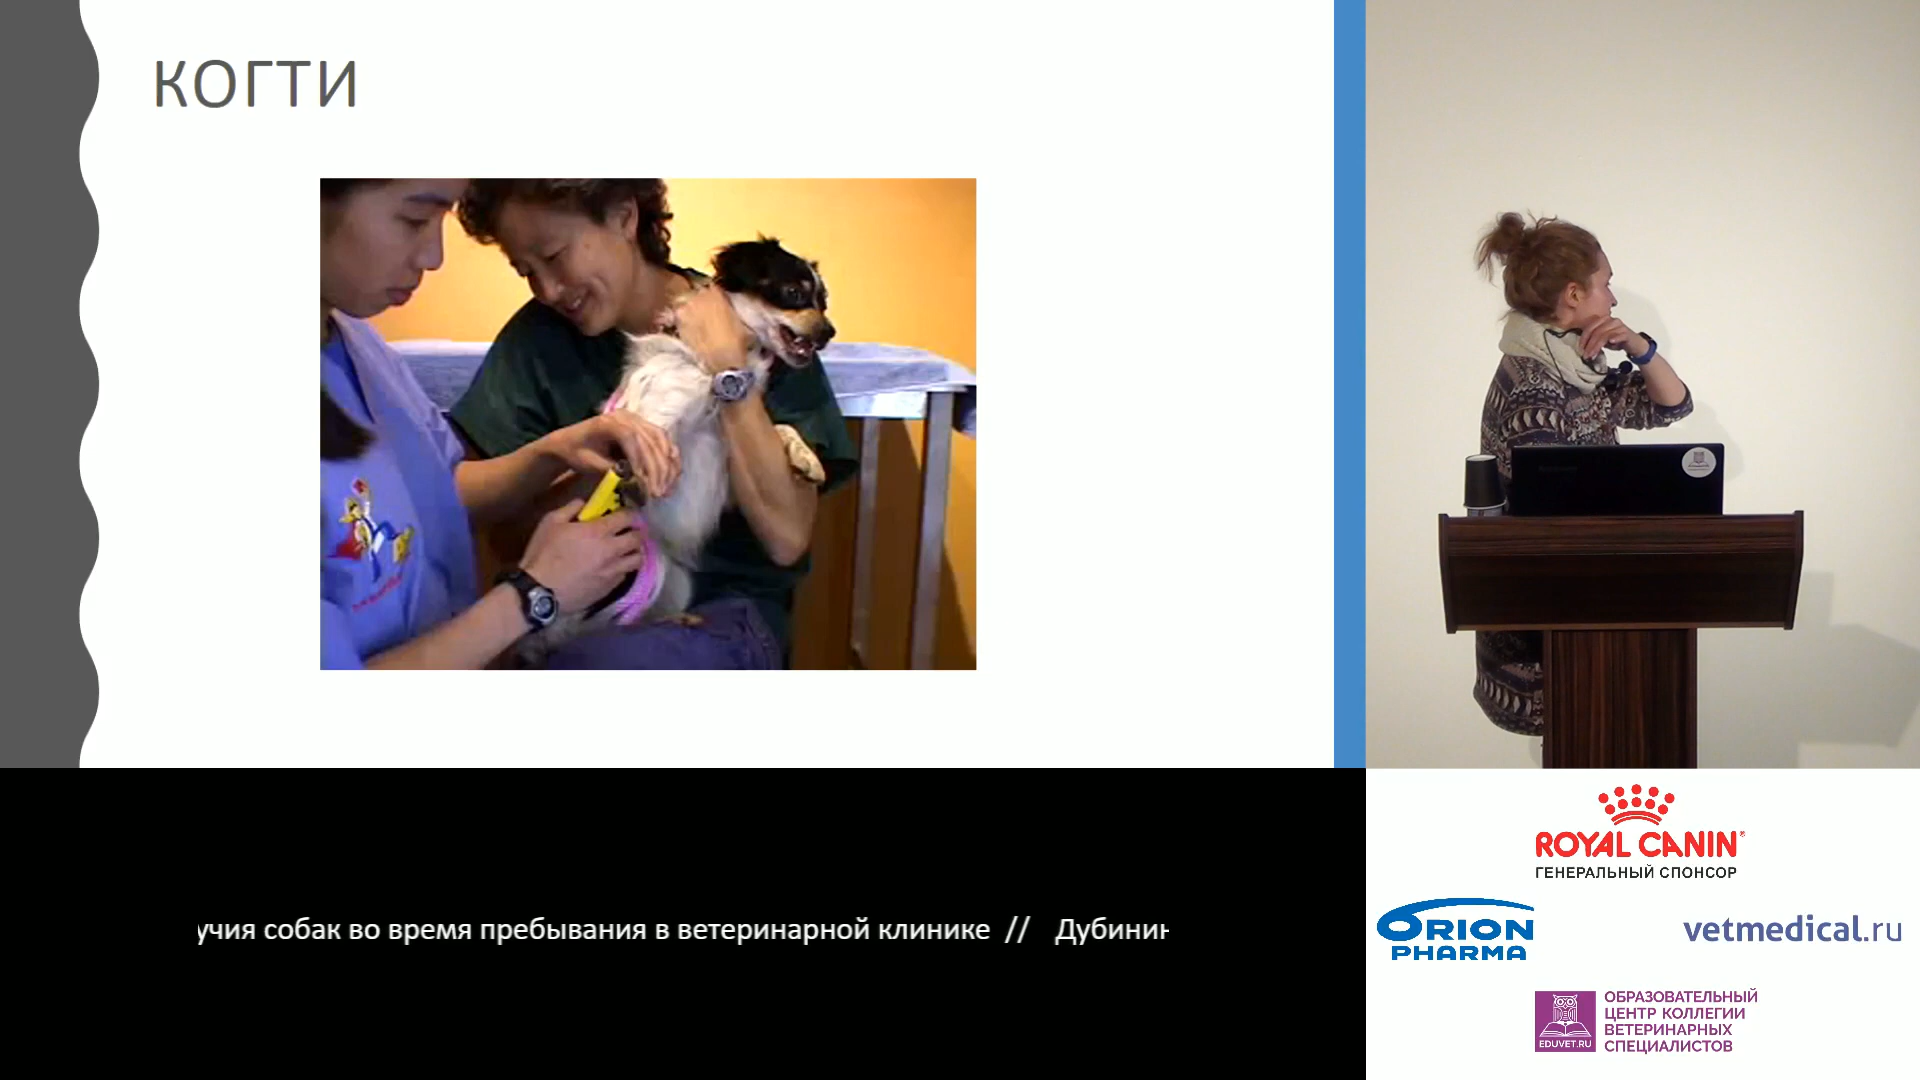 КОГТИ
учия собак во время пребывания в ветеринарной клинике // Дубинин
ROYAL CANIN
ГЕНЕРАЛЬНЫЙ СПОНСОР
ORION
PHARMA
vetmedical.ru
EDUVET.RU
ОБРАЗОВАТЕЛЬНЫЙ
ЦЕНТР КОЛЛЕГИИ
ВЕТЕРИНАРНЫХ
СПЕЦИАЛИСТОВ